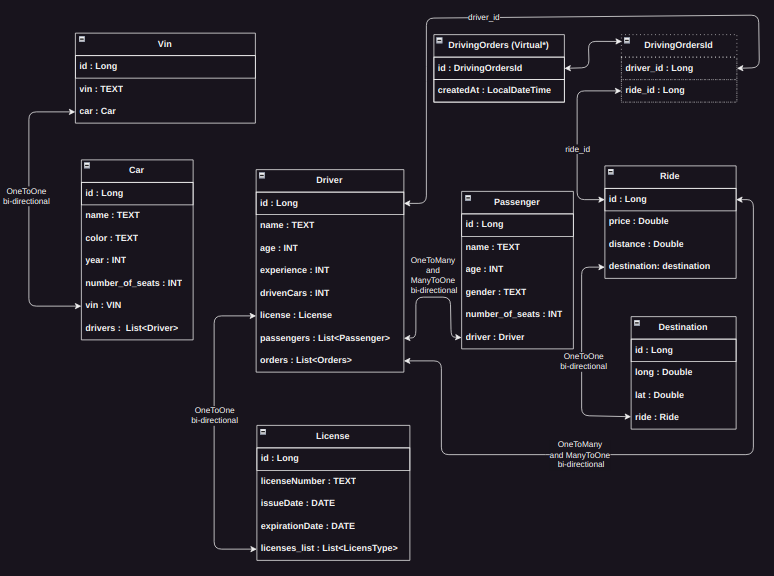 driver_id
Vin
id : Long
vin : TEXT
car : Car
DrivingOrders (Virtual*)
id : DrivingOrdersId
createdAt : LocalDateTime
DrivingOrdersId
driver_id : Long
ride_id : Long
ride_id
OneToOne
bi-directional
Car
id : Long
name : TEXT
color : TEXT
year : INT
number_of_seats : INT
vin : VIN
drivers :  List<Driver>
Driver
id : Long
name : TEXT
age : INT
experience : INT
drivenCars : INT
license : License
passengers : List<Passenger>
orders : List<Orders>
OneToMany
and
ManyToOne
bi-directional
Passenger
id : Long
name : TEXT
age : INT
gender : TEXT
number_of_seats : INT
driver : Driver
Ride
id : Long
price : Double
distance : Double
destination: destination
OneToOne
bi-directional
Destination
id : Long
long : Double
lat : Double
ride : Ride
OneToOne
bi-directional
License
id : Long
licenseNumber : TEXT
issueDate : DATE
expirationDate : DATE
licenses_list : List<LicensType>
OneToMany
and ManyToOne
bi-directional